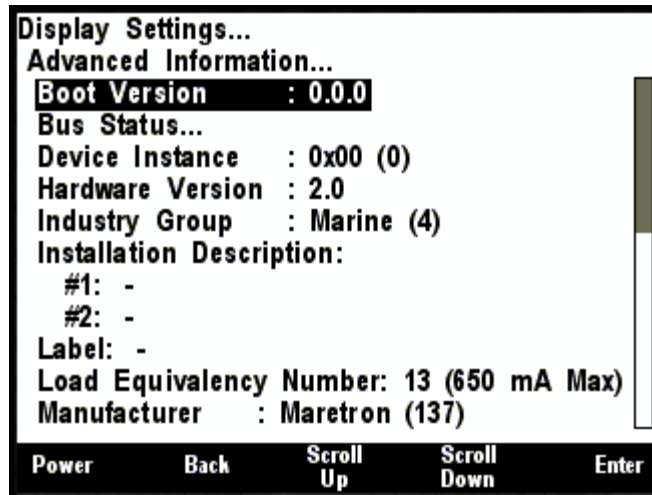 Display Settings...
Advanced Information...
Boot Version : 0.0.0
Bus Status...
Device Instance : 0x00 (0)
Hardware Version : 2.0
Industry Group : Marine (4)
Installation Description:
#1: -
#2: -
Label: -
Load Equivalency Number: 13 (650 mA Max)
Manufacturer : Maretron (137)
Power Back Scroll Up Scroll Down Enter